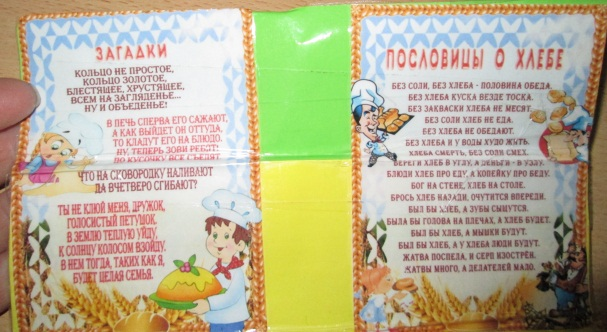 ЗАГАДКИ
КОЛЬЦО НЕ ПРОСТОЕ,
КОЛЬЦО ЗОЛОТОЕ,
БЛЕСТЯЩЕЕ, ХРУСТЯЩЕЕ,
ВСЕМ НА ЗАГЛЯДЕНЬЕ...
НУ И ОБЪЕДЕНЬЕ!
В ПЕЧЬ СПЕРВА ЕГО САЖАЮТ,
А КАК ВЫЙДЕТ ОН ОТТУДА,
ТО КЛАДУТ ЕГО НА БЛЮДО.
НУ, ТЕПЕРЬ ЗОВИ РЕБЯТ!
ПО КУСОЧКУ ВСЕ СЪЕДЯТ
ЧТО НА СКОВОРОДКУ НАЛИВАЮТ
ДА ВЧЕТВЕРО СГИБАЮТ?
ТЫ НЕ КЛЮЙ МЕНЯ, ДРУЖОК,
ГОЛОСИСТЫЙ ПЕТУШОК.
В ЗЕМЛЮ ТЕПЛУЮ УЙДУ,
К СОЛНЦУ КОЛОСОМ ВЗОЙДУ.
В НЕМ ТОГДА, ТАКИХ КАК Я,
БУДЕТ ЦЕЛАЯ СЕМЬЯ.
ПОСЛОВИЦЫ О ХЛЕБЕ
БЕЗ СОЛИ, БЕЗ ХЛЕБА - ПОЛОВИНА ОБЕДА.
БЕЗ ХЛЕБА КУСКА ВЕЗДЕ ТОСКА.
БЕЗ ЗАКВАСКИ ХЛЕБА НЕ МЕСЯТ.
БЕЗ СОЛИ ХЛЕБ НЕ ЕДА.
БЕЗ ХЛЕБА НЕ ОБЕДАЮТ.
БЕЗ ХЛЕБА И У ВОДЫ ХУДО ЖИТЬ.
ХЛЕБА СМЕРТЬ, БЕЗ СОЛИ СМЕХ.
БЕРЕГИ ХЛЕБ В УГЛУ, А ДЕНЬГИ - В УЗЛУ.
БЛЮДИ ХЛЕБ ПРО ЕДУ, А КОПЕЙКУ ПРО БЕДУ.
БОГ НА СТЕНЕ, ХЛЕБ НА СТОЛЕ.
БРОСЬ ХЛЕБ НАЗАДИ, ОЧУТИТСЯ ВПЕРЕДИ.
БЫЛ БЫ ХЛЕБ, А ЗУБЫ СЫЩУТСЯ.
БЫЛА БЫ ГОЛОВА НА ПЛЕЧАХ, А ХЛЕБ БУДЕТ.
БЫЛ БЫ ХЛЕБ, А МЫШКИ БУДУТ.
БЫЛ БЫ ХЛЕБ, А У ХЛЕБА ЛЮДИ БУДУТ.
ЖАТВА ПОСПЕЛА, И СЕРП ИЗОСТРЁН.
ЖАТВЫ МНОГО, А ДЕЛАТЕЛЕЙ МАЛО.